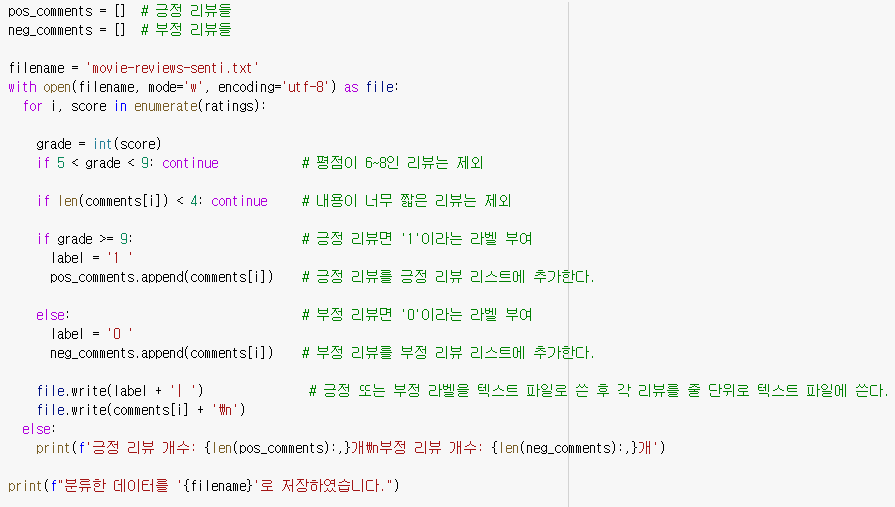 pos_comments = []  # 긍정 리뷰들
neg_comments = []  # 부정 리뷰들

filename = 'movie-reviews-senti.txt'
with open(filename, mode='w', encoding='utf-8') as file:
  for i, score in enumerate(ratings):

    grade = int(score)
    if 5 < grade < 9: continue            # 평점이 6~8인 리뷰는 제외

    if len(comments[i]) < 4: continue     # 내용이 너무 짧은 리뷰는 제외

    if grade >= 9:                        # 긍정 리뷰면 '1'이라는 라벨 부여
      label = '1 '
      pos_comments.append(comments[i])    # 긍정 리뷰를 긍정 리뷰 리스트에 추가한다.

    else:                                 # 부정 리뷰면 '0'이라는 라벨 부여
      label = '0 '
      neg_comments.append(comments[i])    # 부정 리뷰를 부정 리뷰 리스트에 추가한다.

    file.write(label + '| ')               # 긍정 또는 부정 라벨을 텍스트 파일로 쓴 후 각 리뷰를 줄 단위로 텍스트 파일에 쓴다.
    file.write(comments[i] + '₩n')
  else:
    print(f'긍정 리뷰 개수: {len(pos_comments):,}개₩n부정 리뷰 개수: {len(neg_comments):,}개')

print(f"분류한 데이터를 '{filename}'로 저장하였습니다.")